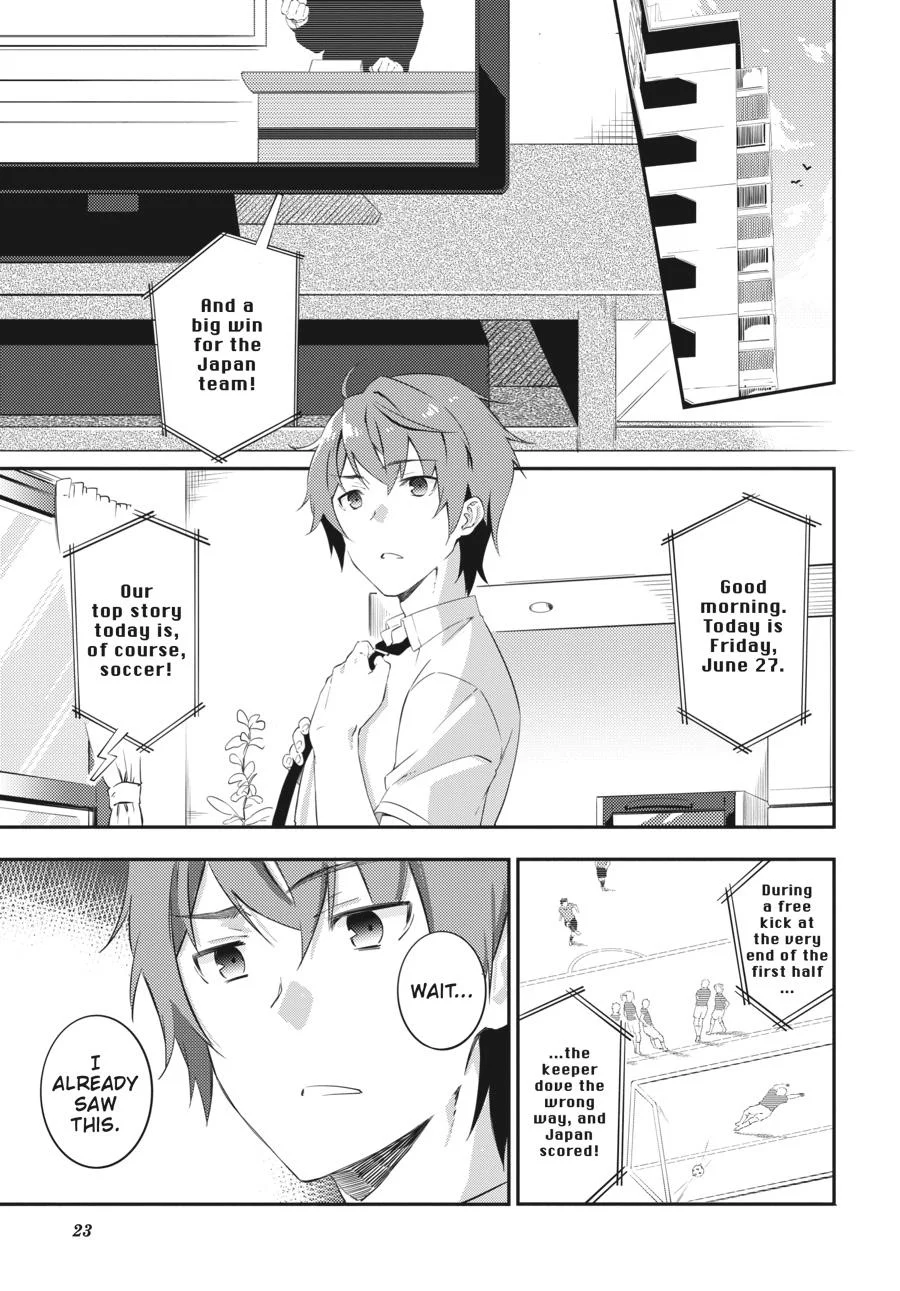 And a
big win
for the
Japan
team!
Good
morning.
Today is
Friday,
June 27.
Our
top story
today is,
of course,
soccer!
During
a free
kick at
the very
end of the
first half
...
...the
keeper
dove the
wrong
way, and
Japan
scored!
WAIT...
I
ALREADY
SAW
THIS.
23